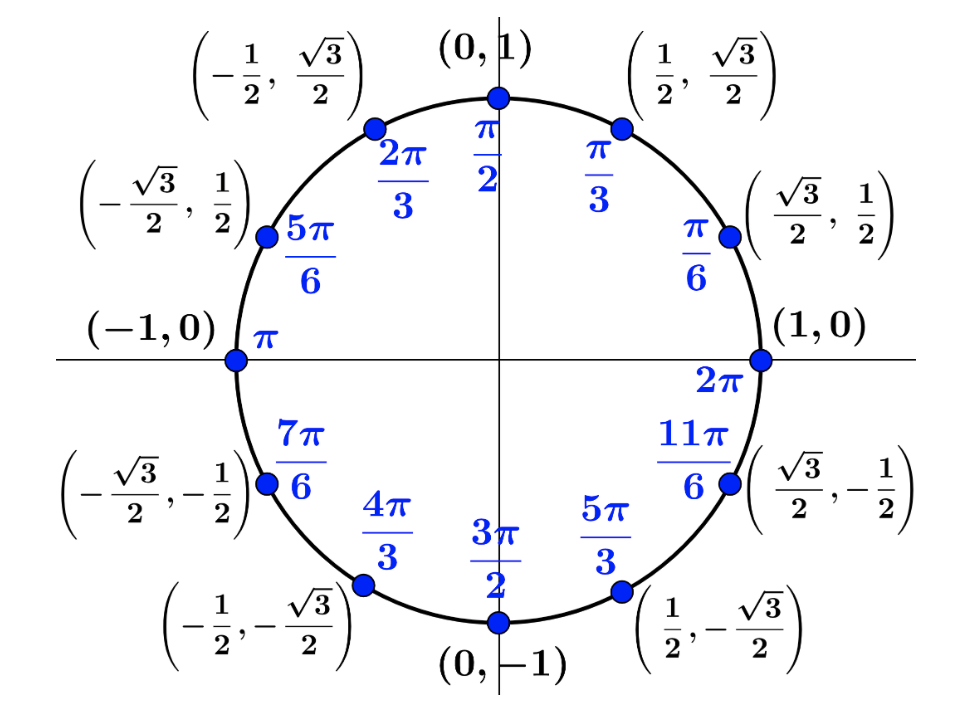 (0, 1)
(−1/2, √3/2)
(1/2, √3/2)
π/2
2π/3
π/3
(−√3/2, 1/2)
(√3/2, 1/2)
5π/6
π/6
(−1, 0)
π
(1, 0)
2π
7π/6
11π/6
(−√3/2, −1/2)
(√3/2, −1/2)
4π/3
3π/2
5π/3
(−1/2, −√3/2)
(1/2, −√3/2)
(0, −1)